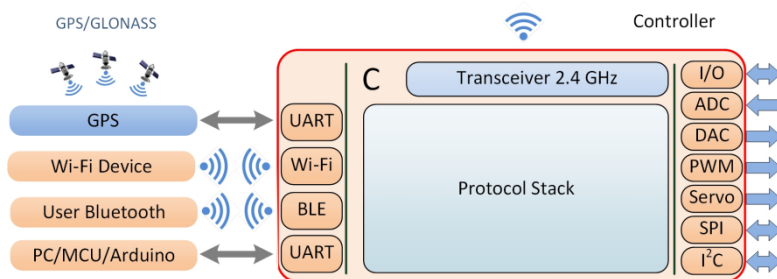 GPS/GLONASS
Controller
C
Transceiver 2.4 GHz
I/O
ADC
GPS
UART
DAC
Wi-Fi Device
Wi-Fi
PWM
Protocol Stack
User Bluetooth
BLE
Servo
SPI
PC/MCU/Arduino
UART
I²C